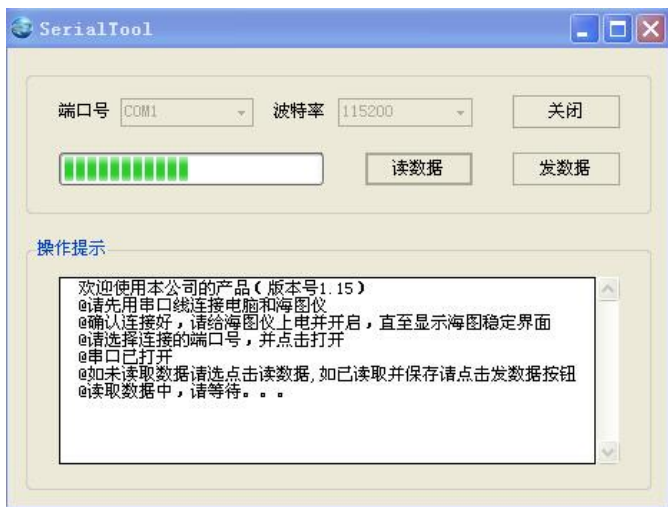 SerialTool
端口号 COM1 波特率 115200 关闭
读数据 发数据
操作提示
欢迎使用本公司的产品(版本号1.15)
@请先用串口线连接电脑和海图仪
@确认连接好,请给海图仪上电并开启,直至显示海图稳定界面
@请选择连接的端口号,并点击打开
@串口已打开
@如未读取数据请选点击读数据,如已读取并保存请点击发数据按钮
@读取数据中,请等待。。。